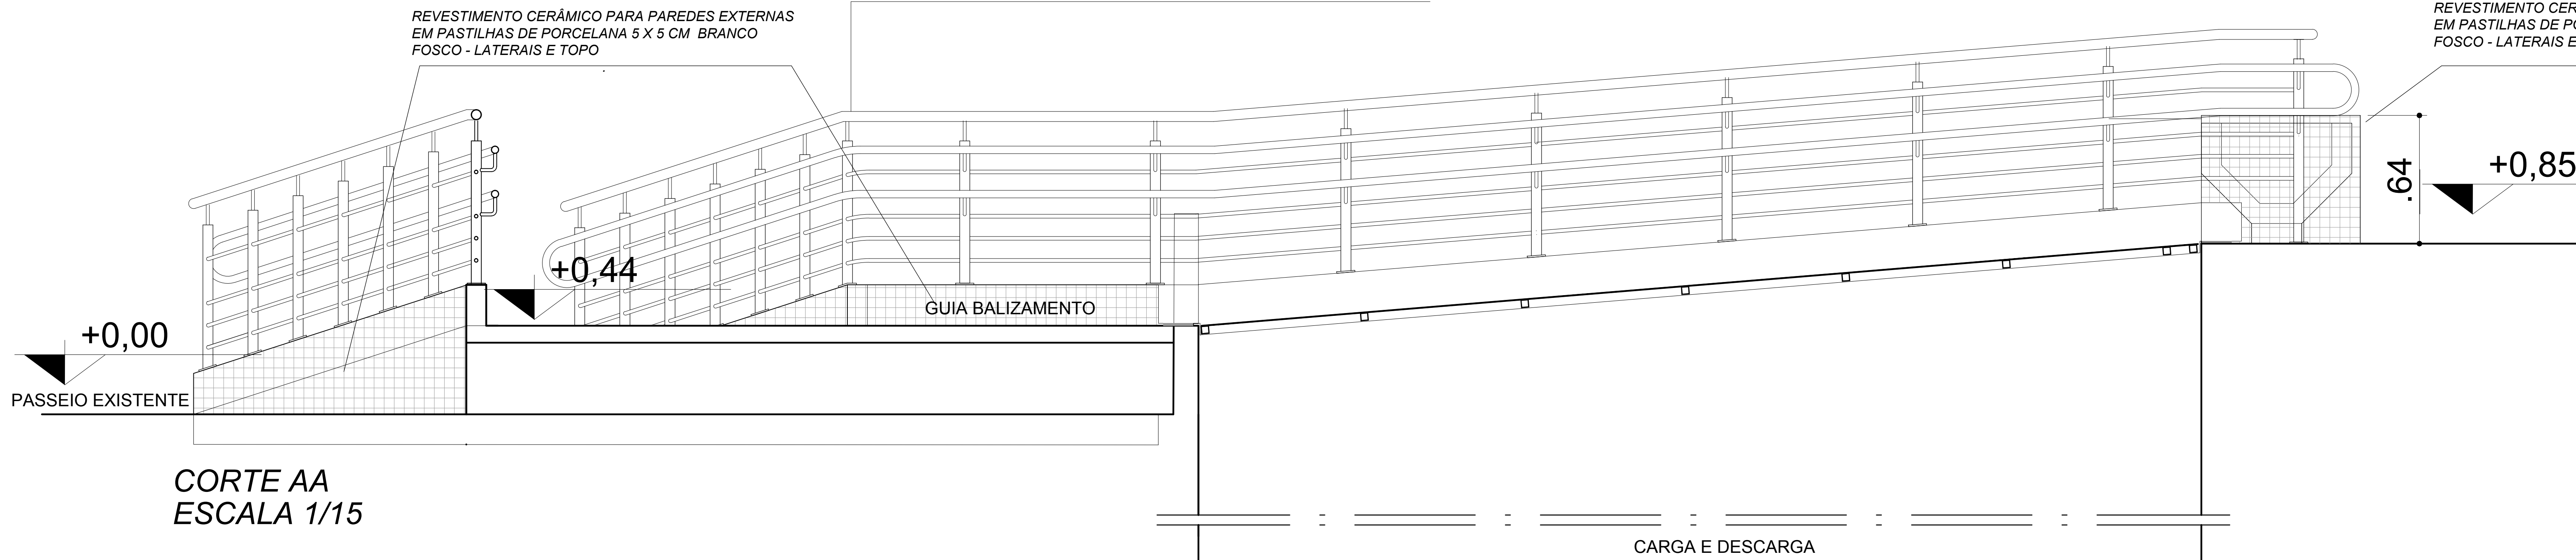 REVESTIMENTO CERÂMICO PARA PAREDES EXTERNAS
EM PASTILHAS DE PORCELANA 5 X 5 CM BRANCO
FOSCO - LATERAIS E TOPO
REVESTIMENTO CER
EM PASTILHAS DE PO
FOSCO - LATERAIS E
.64
+0,85
+0,44
GUIA BALIZAMENTO
+0,00
PASSEIO EXISTENTE
CORTE AA
ESCALA 1/15
CARGA E DESCARGA